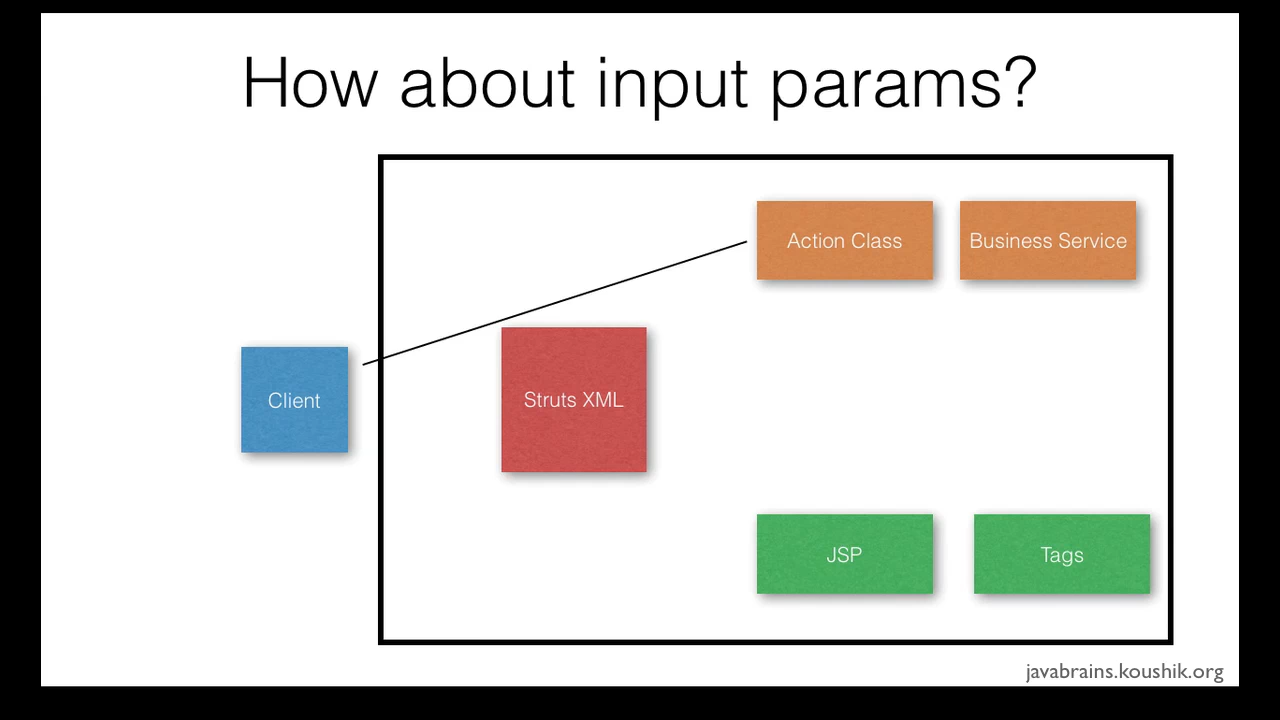 How about input params?
Action Class
Business Service
Client
Struts XML
JSP
Tags
javabrains.koushik.org